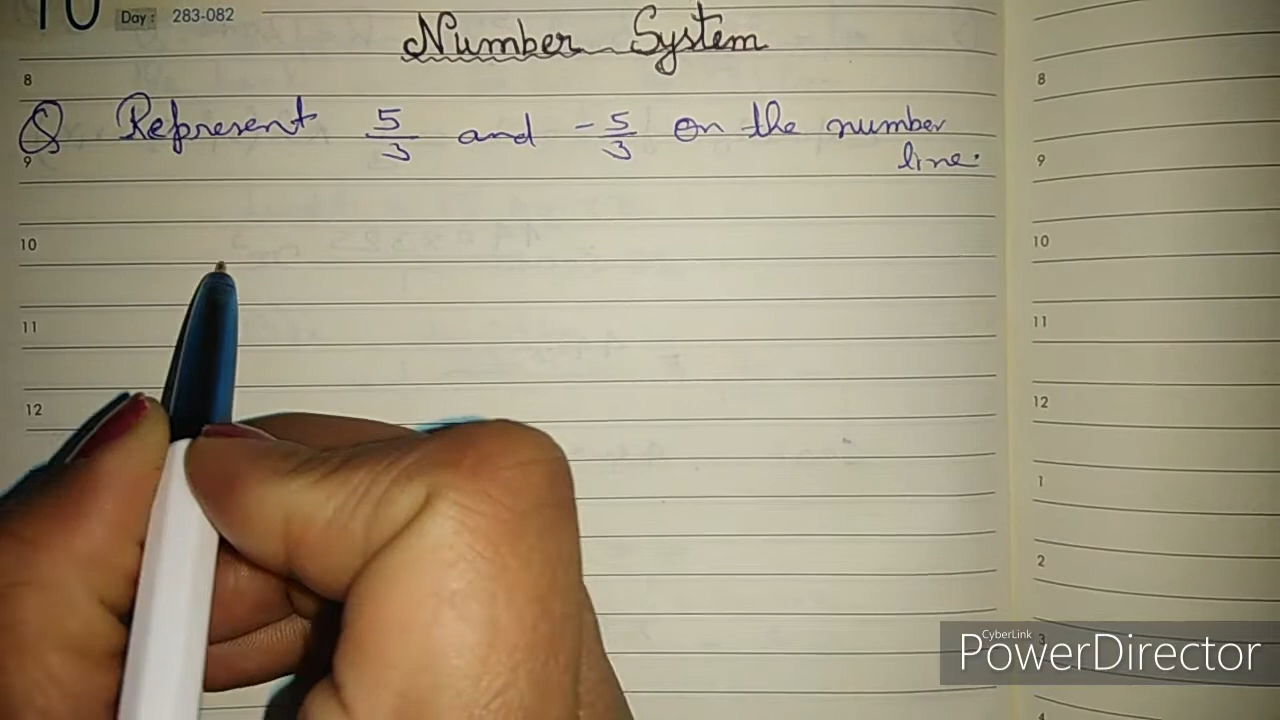 10 Day: 283-082
Number System
8 8
Q Represent 5/3 and -5/3 on the number
line.
9 9
10 10
11 11
12 12
1
2
3
4
CyberLink
PowerDirector